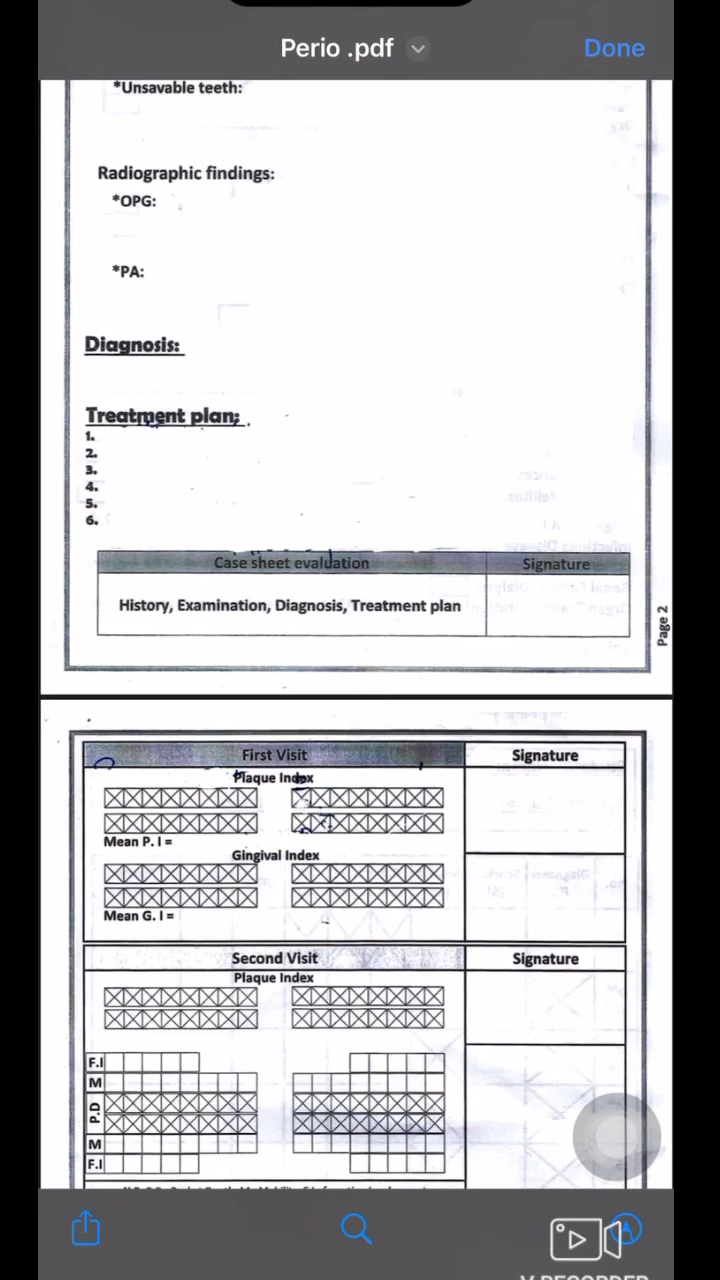 Perio .pdf
Done
*Unsavable teeth:
Radiographic findings:
*OPG:
*PA:
Diagnosis:
Treatment plan;
1.
2.
3.
4.
5.
6.
Case sheet evaluation
Signature
History, Examination, Diagnosis, Treatment plan
Page 2
First Visit
Signature
Plaque Index
Mean P. I =
Gingival Index
Mean G. I =
Second Visit
Signature
Plaque Index
F.I
M
P.D
M
F.I